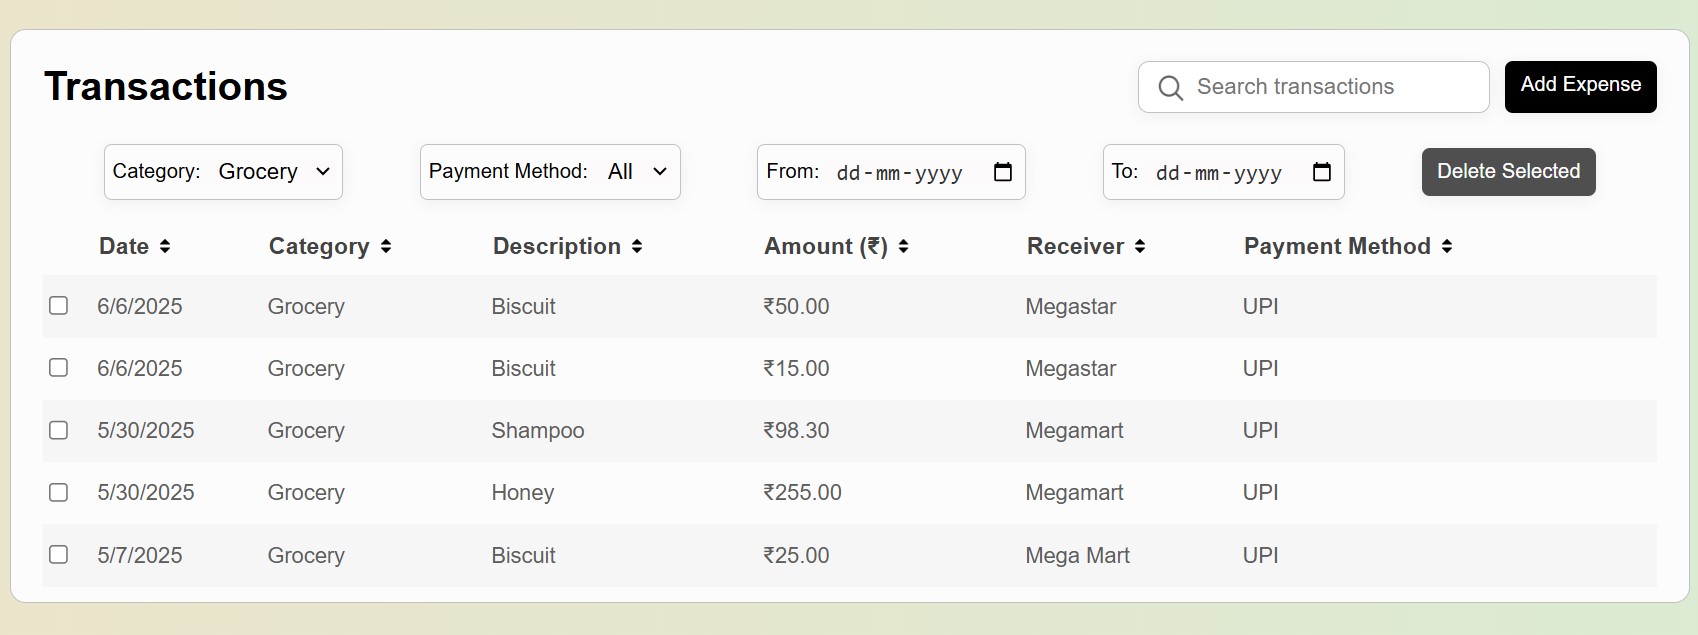 Transactions
Search transactions
Add Expense
Category: Grocery
Payment Method: All
From: dd-mm-yyyy
To: dd-mm-yyyy
Delete Selected
Date Category Description Amount (₹) Receiver Payment Method
6/6/2025 Grocery Biscuit ₹50.00 Megastar UPI
6/6/2025 Grocery Biscuit ₹15.00 Megastar UPI
5/30/2025 Grocery Shampoo ₹98.30 Megamart UPI
5/30/2025 Grocery Honey ₹255.00 Megamart UPI
5/7/2025 Grocery Biscuit ₹25.00 Mega Mart UPI